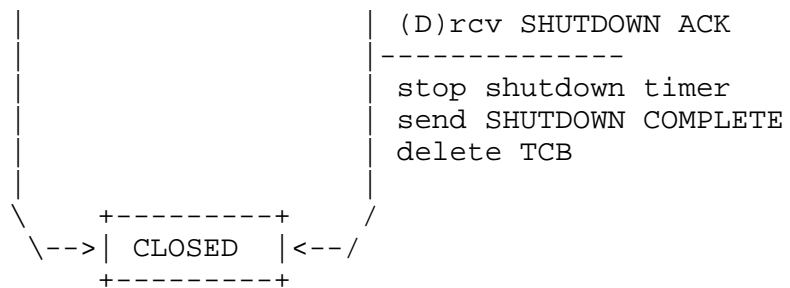 |                      | (D)rcv SHUTDOWN ACK
|                      |--------------
|                      | stop shutdown timer
|                      | send SHUTDOWN COMPLETE
|                      | delete TCB
|                      |
\    +---------+    /
 \-->| CLOSED  |<--/
     +---------+